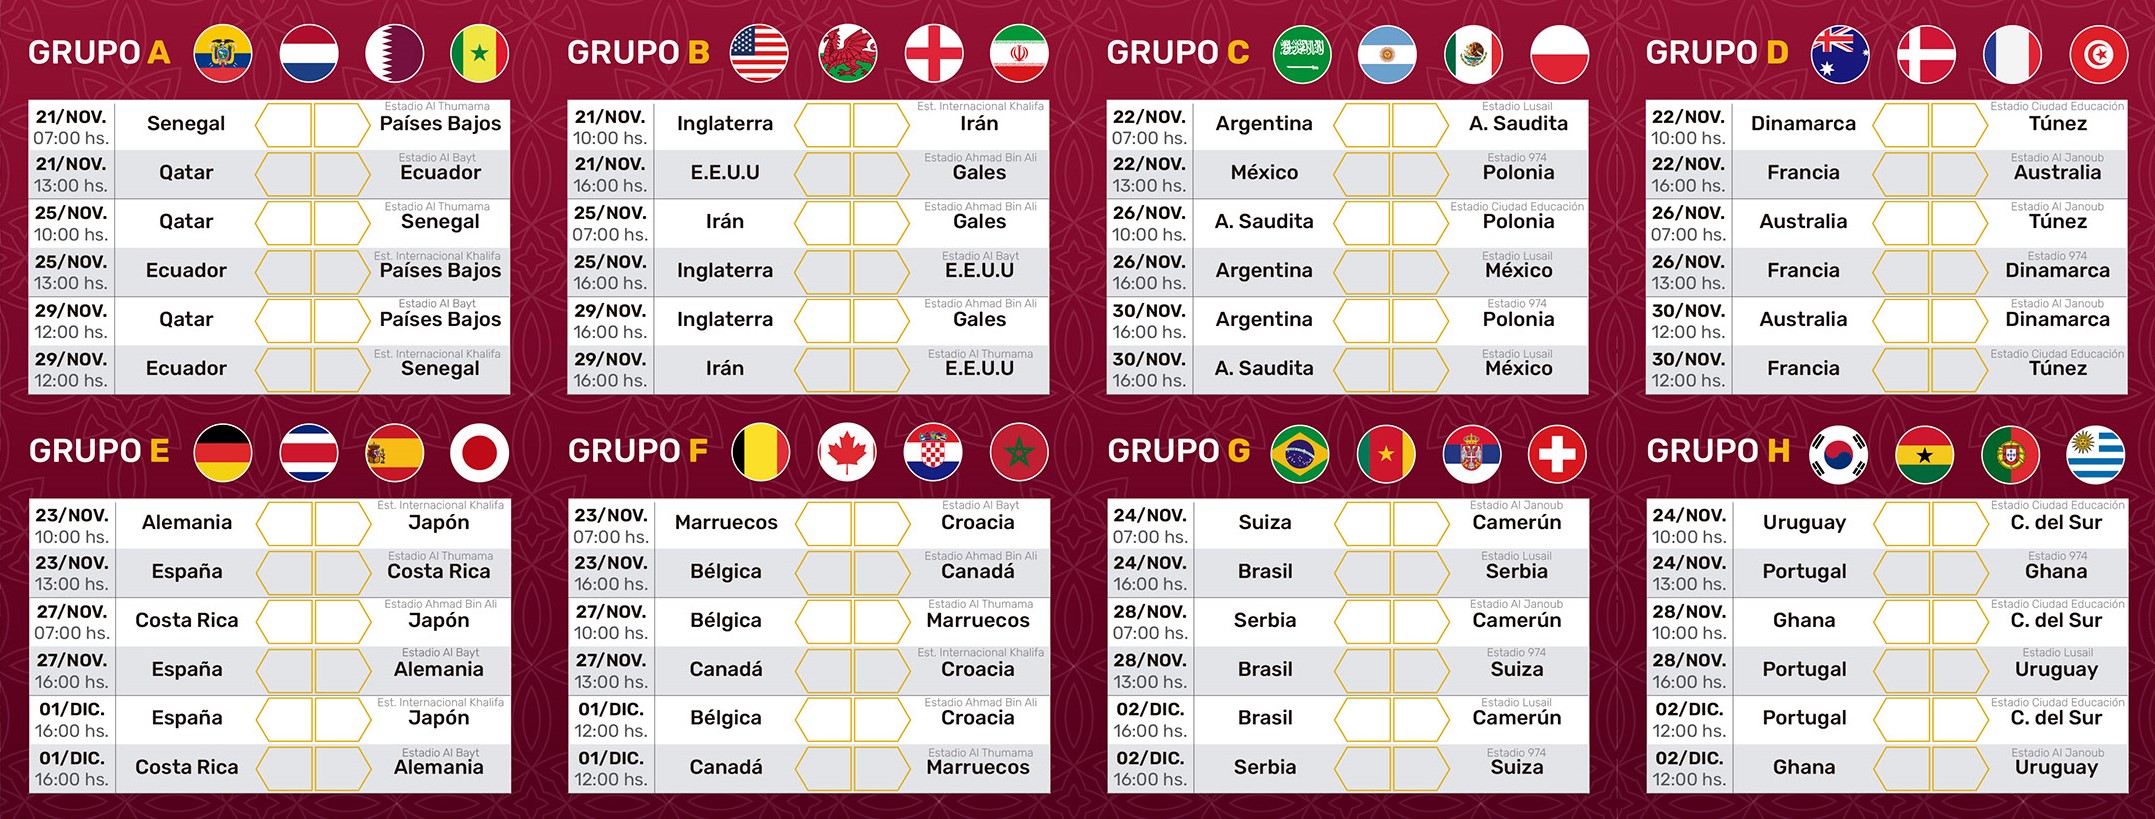 GRUPO A
21/NOV.
07:00 hs.
Senegal
Estadio Al Thumama
Países Bajos
21/NOV.
13:00 hs.
Qatar
Estadio Al Bayt
Ecuador
25/NOV.
10:00 hs.
Qatar
Estadio Al Thumama
Senegal
25/NOV.
13:00 hs.
Ecuador
Est. Internacional Khalifa
Países Bajos
29/NOV.
12:00 hs.
Qatar
Estadio Al Bayt
Países Bajos
29/NOV.
12:00 hs.
Ecuador
Est. Internacional Khalifa
Senegal
GRUPO B
21/NOV.
10:00 hs.
Inglaterra
Est. Internacional Khalifa
Irán
21/NOV.
16:00 hs.
E.E.U.U
Estadio Ahmad Bin Ali
Gales
25/NOV.
07:00 hs.
Irán
Estadio Ahmad Bin Ali
Gales
25/NOV.
16:00 hs.
Inglaterra
Estadio Al Bayt
E.E.U.U
29/NOV.
16:00 hs.
Inglaterra
Estadio Ahmad Bin Ali
Gales
29/NOV.
16:00 hs.
Irán
Estadio Al Thumama
E.E.U.U
GRUPO C
22/NOV.
07:00 hs.
Argentina
Estadio Lusail
A. Saudita
22/NOV.
13:00 hs.
México
Estadio 974
Polonia
26/NOV.
10:00 hs.
A. Saudita
Estadio Ciudad Educación
Polonia
26/NOV.
16:00 hs.
Argentina
Estadio Lusail
México
30/NOV.
16:00 hs.
Argentina
Estadio 974
Polonia
30/NOV.
16:00 hs.
A. Saudita
Estadio Lusail
México
GRUPO D
22/NOV.
10:00 hs.
Dinamarca
Estadio Ciudad Educación
Túnez
22/NOV.
16:00 hs.
Francia
Estadio Al Janoub
Australia
26/NOV.
07:00 hs.
Australia
Estadio Al Janoub
Túnez
26/NOV.
13:00 hs.
Francia
Estadio 974
Dinamarca
30/NOV.
12:00 hs.
Australia
Estadio Al Janoub
Dinamarca
30/NOV.
12:00 hs.
Francia
Estadio Ciudad Educación
Túnez
GRUPO E
23/NOV.
10:00 hs.
Alemania
Est. Internacional Khalifa
Japón
23/NOV.
13:00 hs.
España
Estadio Al Thumama
Costa Rica
27/NOV.
07:00 hs.
Costa Rica
Estadio Ahmad Bin Ali
Japón
27/NOV.
16:00 hs.
España
Estadio Al Bayt
Alemania
01/DIC.
16:00 hs.
España
Est. Internacional Khalifa
Japón
01/DIC.
16:00 hs.
Costa Rica
Estadio Al Bayt
Alemania
GRUPO F
23/NOV.
07:00 hs.
Marruecos
Estadio Al Bayt
Croacia
23/NOV.
16:00 hs.
Bélgica
Estadio Ahmad Bin Ali
Canadá
27/NOV.
10:00 hs.
Bélgica
Estadio Al Thumama
Marruecos
27/NOV.
13:00 hs.
Canadá
Est. Internacional Khalifa
Croacia
01/DIC.
12:00 hs.
Bélgica
Estadio Ahmad Bin Ali
Croacia
01/DIC.
12:00 hs.
Canadá
Estadio Al Thumama
Marruecos
GRUPO G
24/NOV.
07:00 hs.
Suiza
Estadio Al Janoub
Camerún
24/NOV.
16:00 hs.
Brasil
Estadio Lusail
Serbia
28/NOV.
07:00 hs.
Serbia
Estadio Al Janoub
Camerún
28/NOV.
13:00 hs.
Brasil
Estadio 974
Suiza
02/DIC.
16:00 hs.
Brasil
Estadio Lusail
Camerún
02/DIC.
16:00 hs.
Serbia
Estadio 974
Suiza
GRUPO H
24/NOV.
10:00 hs.
Uruguay
Estadio Ciudad Educación
C. del Sur
24/NOV.
13:00 hs.
Portugal
Estadio 974
Ghana
28/NOV.
10:00 hs.
Ghana
Estadio Ciudad Educación
C. del Sur
28/NOV.
16:00 hs.
Portugal
Estadio Lusail
Uruguay
02/DIC.
12:00 hs.
Portugal
Estadio Ciudad Educación
C. del Sur
02/DIC.
12:00 hs.
Ghana
Estadio Al Janoub
Uruguay